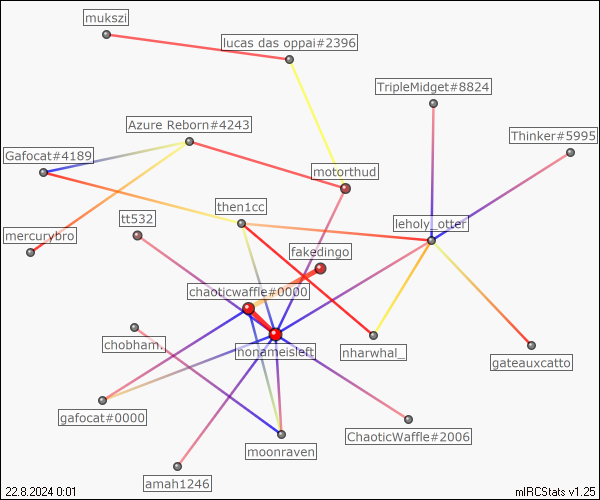 mukszi
lucas das oppai#2396
TripleMidget#8824
Azure Reborn#4243
Thinker#5995
Gafocat#4189
motorthud
then1cc
tt532
leholy_otter
mercurybro
fakedingo
chaoticwaffle#0000
chobham.
nonameisleft
nharwhal_
gateauxcatto
gafocat#0000
ChaoticWaffle#2006
moonraven
amah1246
22.8.2024 0:01
mIRCStats v1.25